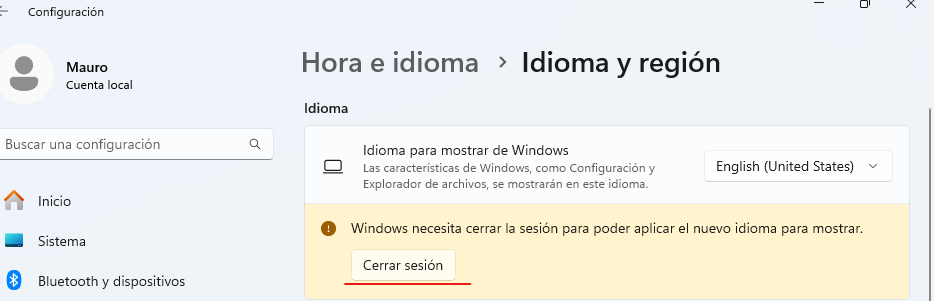 Configuración
Mauro
Cuenta local
Buscar una configuración
Inicio
Sistema
Bluetooth y dispositivos
Hora e idioma > Idioma y región
Idioma
Idioma para mostrar de Windows
Las características de Windows, como Configuración y
Explorador de archivos, se mostrarán en este idioma.
English (United States)
Windows necesita cerrar la sesión para poder aplicar el nuevo idioma para mostrar.
Cerrar sesión